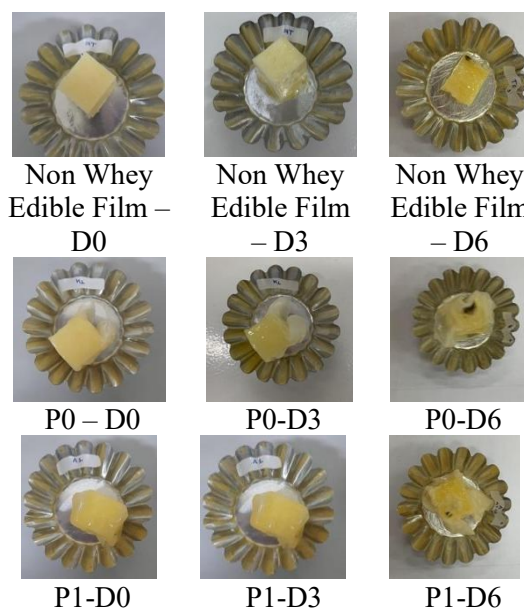 Non Whey
Edible Film –
D0
Non Whey
Edible Film
– D3
Non Whey
Edible Film
– D6
P0 – D0
P0-D3
P0-D6
P1-D0
P1-D3
P1-D6